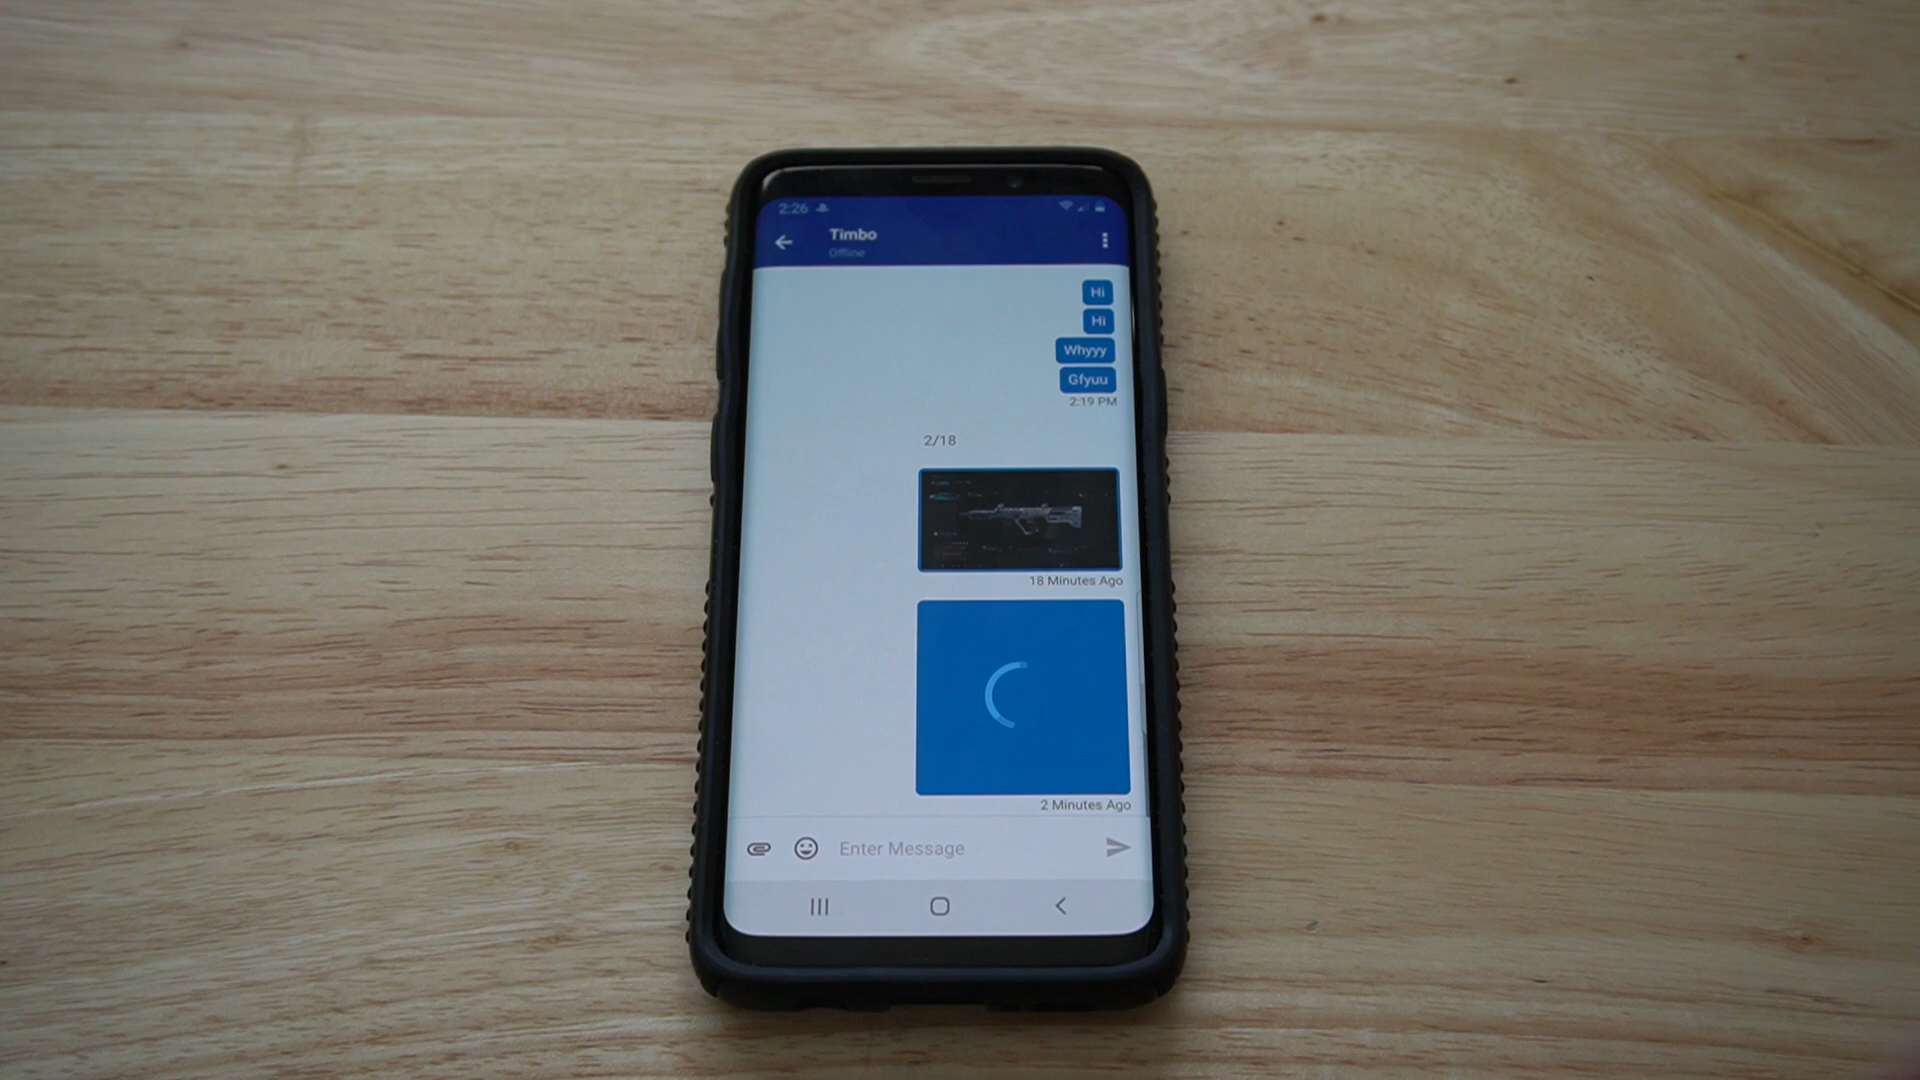 2:26
Timbo
Offline
Hi
Hi
Whyyy
Gfyuu
2:19 PM
2/18
18 Minutes Ago
2 Minutes Ago
Enter Message